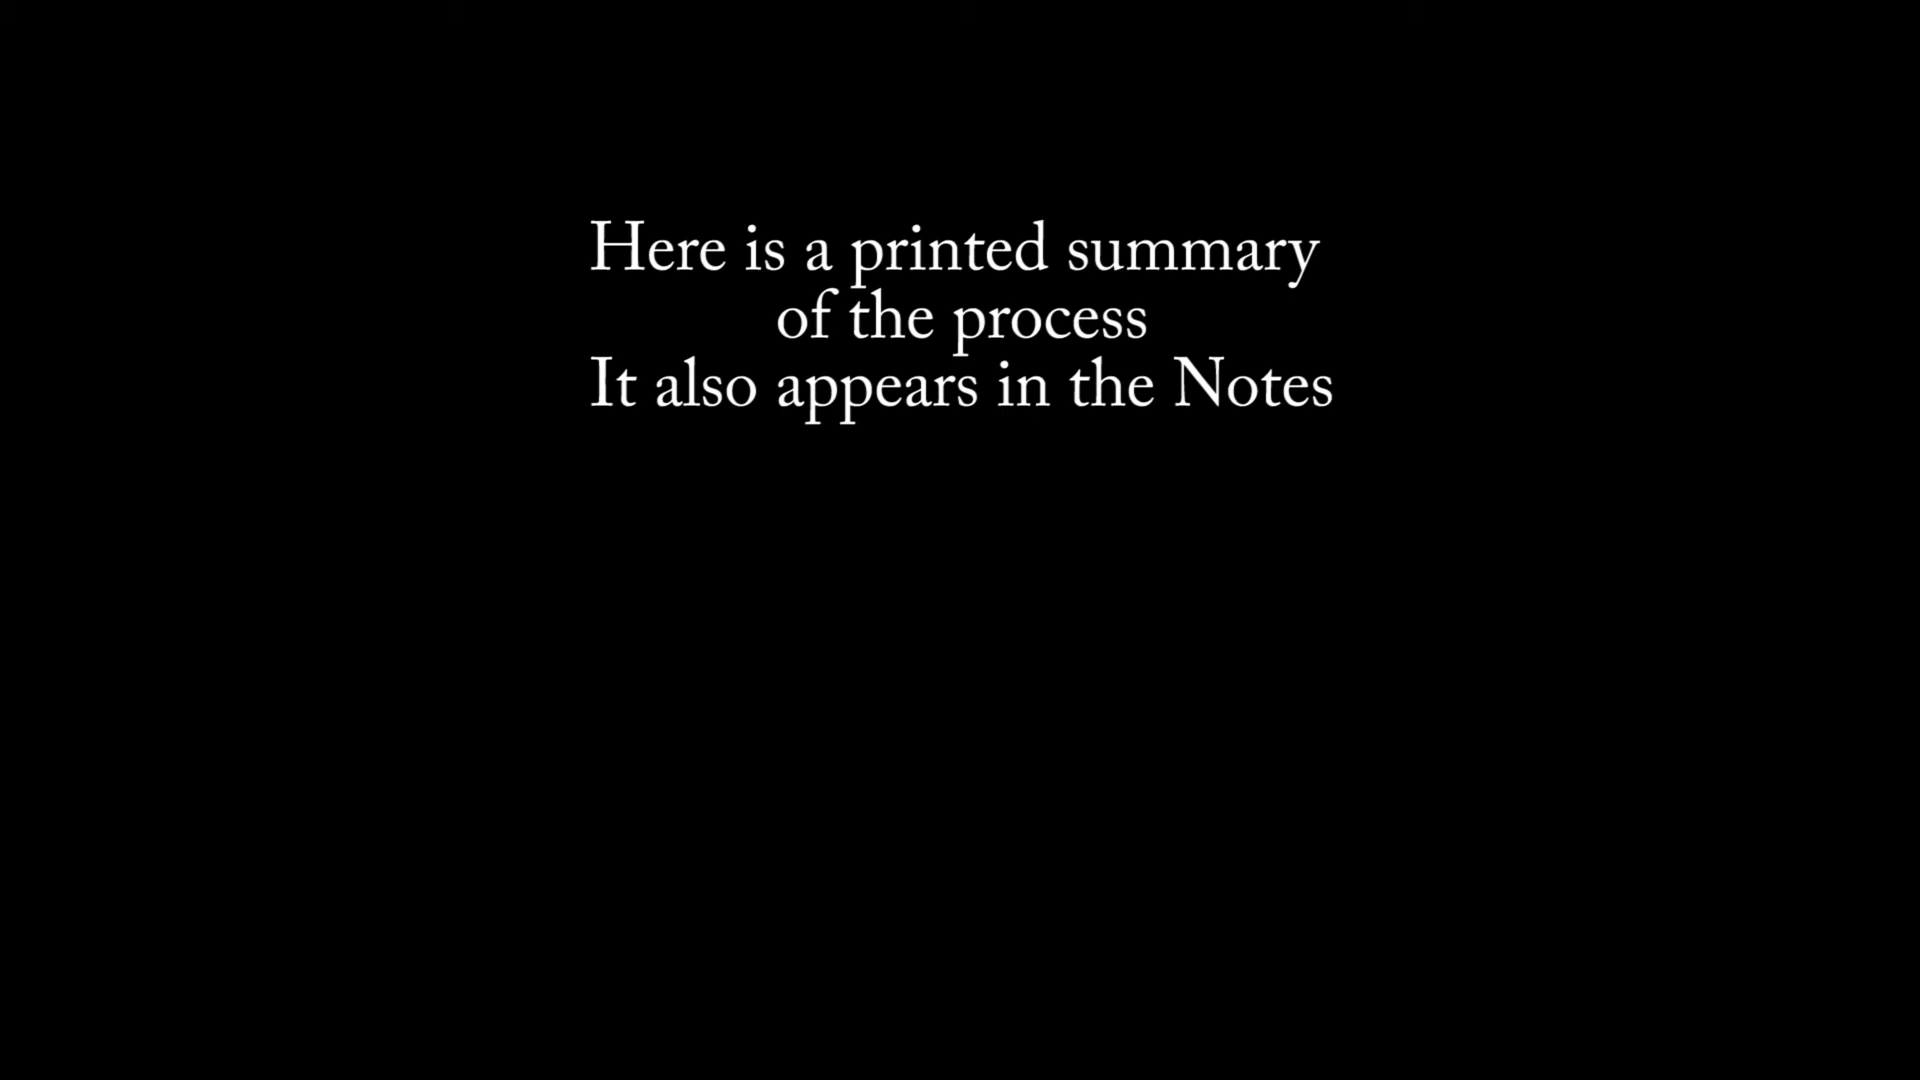 Here is a printed summary
of the process
It also appears in the Notes